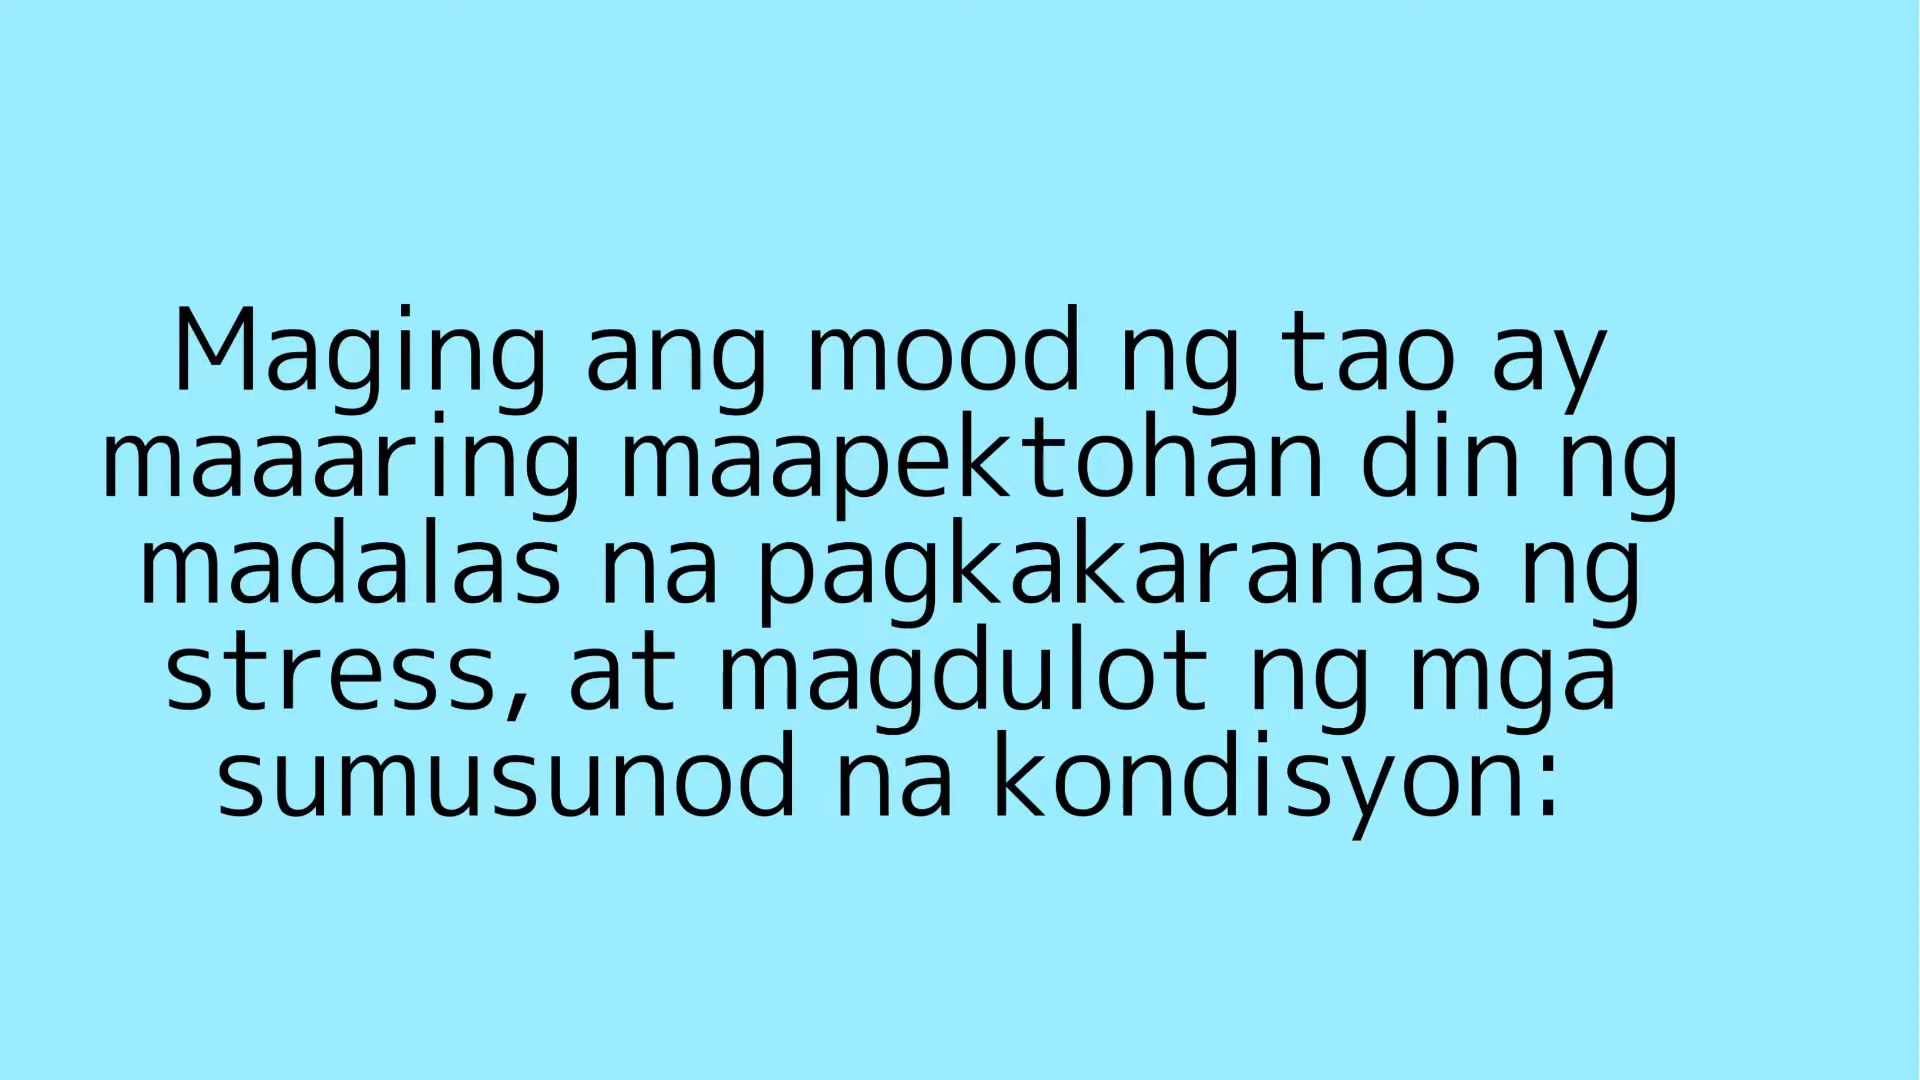 Maging ang mood ng tao ay
maaaring maapektohan din ng
madalas na pagkakaranas ng
stress, at magdulot ng mga
sumusunod na kondisyon: